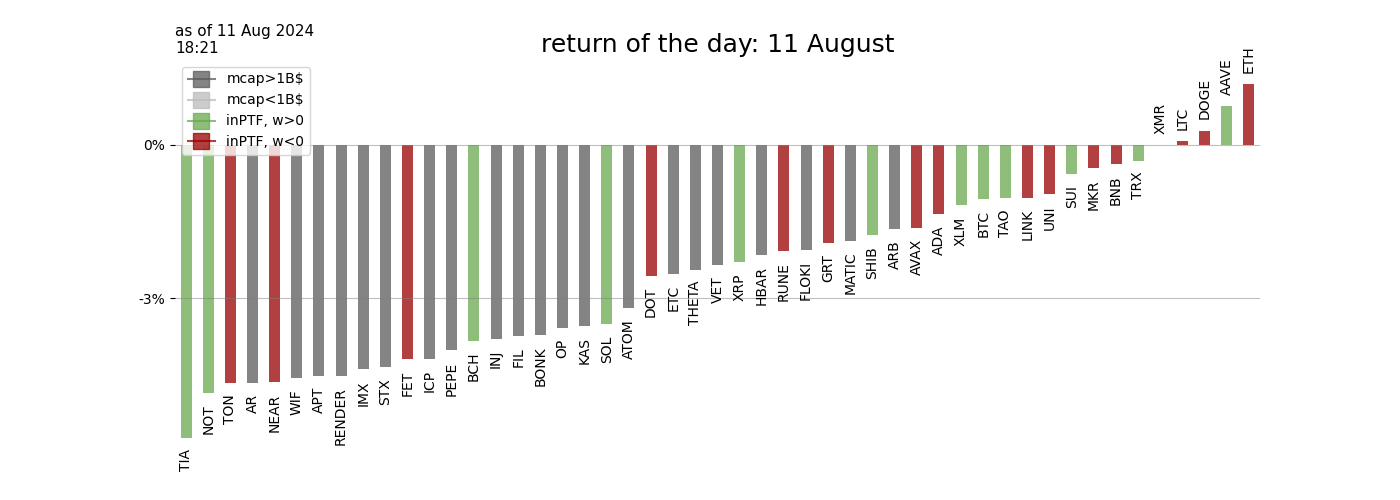 as of 11 Aug 2024
18:21
return of the day: 11 August
mcap>1B$
mcap<1B$
inPTF, w>0
inPTF, w<0
0%
-3%
TIA
NOT
TON
AR
NEAR
WIF
APT
RENDER
IMX
STX
FET
ICP
PEPE
BCH
INJ
FIL
BONK
OP
KAS
SOL
ATOM
DOT
ETC
THETA
VET
XRP
HBAR
RUNE
FLOKI
GRT
MATIC
SHIB
ARB
AVAX
ADA
XLM
BTC
TAO
LINK
UNI
SUI
MKR
BNB
TRX
XMR
LTC
DOGE
AAVE
ETH